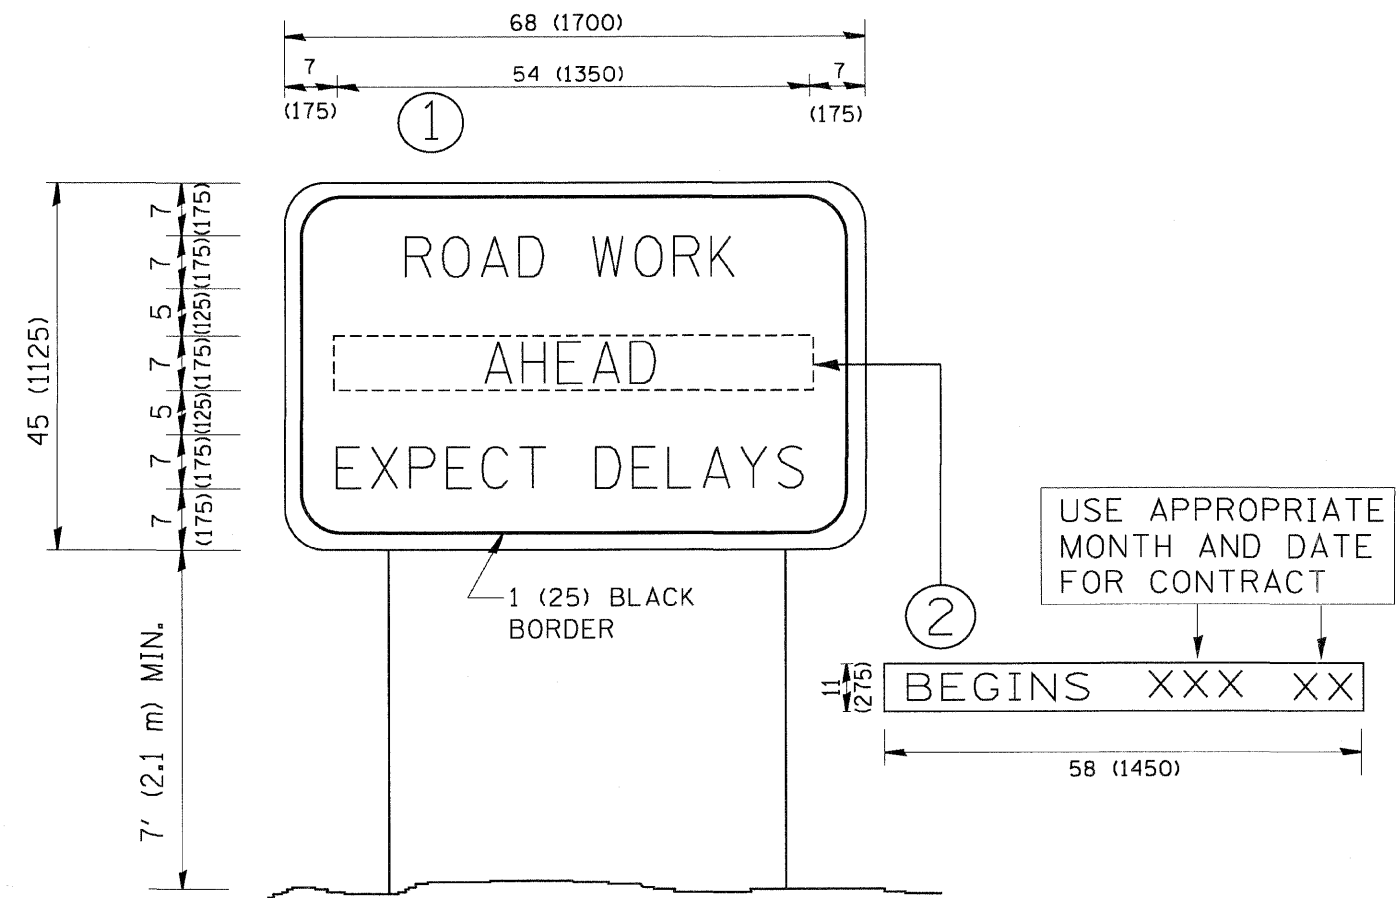 68 (1700)
7
54 (1350)
7
(175)
(175)
1
7 (175)
7 (175)
5 (125)
7 (175)
5 (125)
7 (175)
7 (175)
45 (1125)
ROAD WORK
AHEAD
EXPECT DELAYS
1 (25) BLACK
BORDER
7' (2.1 m) MIN.
USE APPROPRIATE
MONTH AND DATE
FOR CONTRACT
2
11
(275)
BEGINS XXX XX
58 (1450)